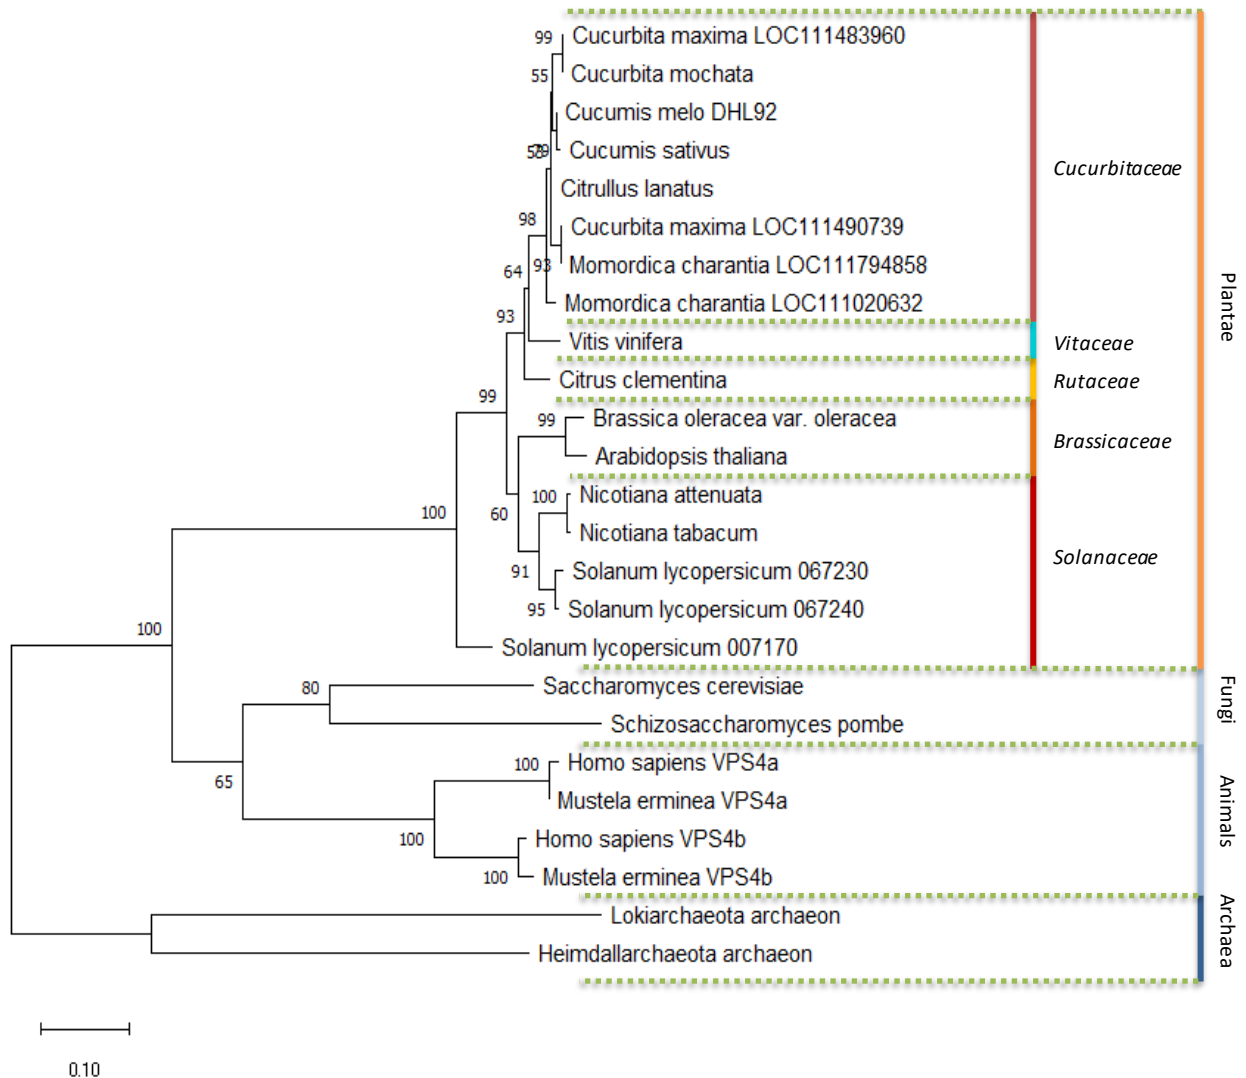 99
Cucurbita maxima LOC111483960
55
Cucurbita mochata
Cucumis melo DHL92
58
79
Cucumis sativus
Cucurbitaceae
Citrullus lanatus
98
Cucurbita maxima LOC111490739
64
93
Momordica charantia LOC111794858
Momordica charantia LOC111020632
Plantae
93
Vitis vinifera
Vitaceae
Citrus clementina
Rutaceae
99
99
Brassica oleracea var. oleracea
Brassicaceae
Arabidopsis thaliana
100
Nicotiana attenuata
100
60
Nicotiana tabacum
Solanaceae
91
Solanum lycopersicum 067230
95
Solanum lycopersicum 067240
100
Solanum lycopersicum 007170
80
Saccharomyces cerevisiae
Fungi
Schizosaccharomyces pombe
100
Homo sapiens VPS4a
65
Mustela erminea VPS4a
Animals
100
Homo sapiens VPS4b
100
Mustela erminea VPS4b
Lokiarchaeota archaeon
Archaea
Heimdallarchaeota archaeon
0.10